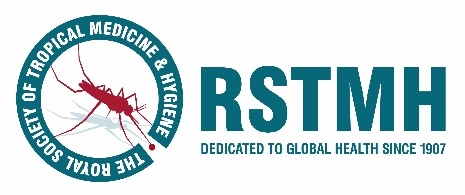 THE ROYAL SOCIETY OF TROPICAL MEDICINE & HYGIENE
RSTMH
DEDICATED TO GLOBAL HEALTH SINCE 1907